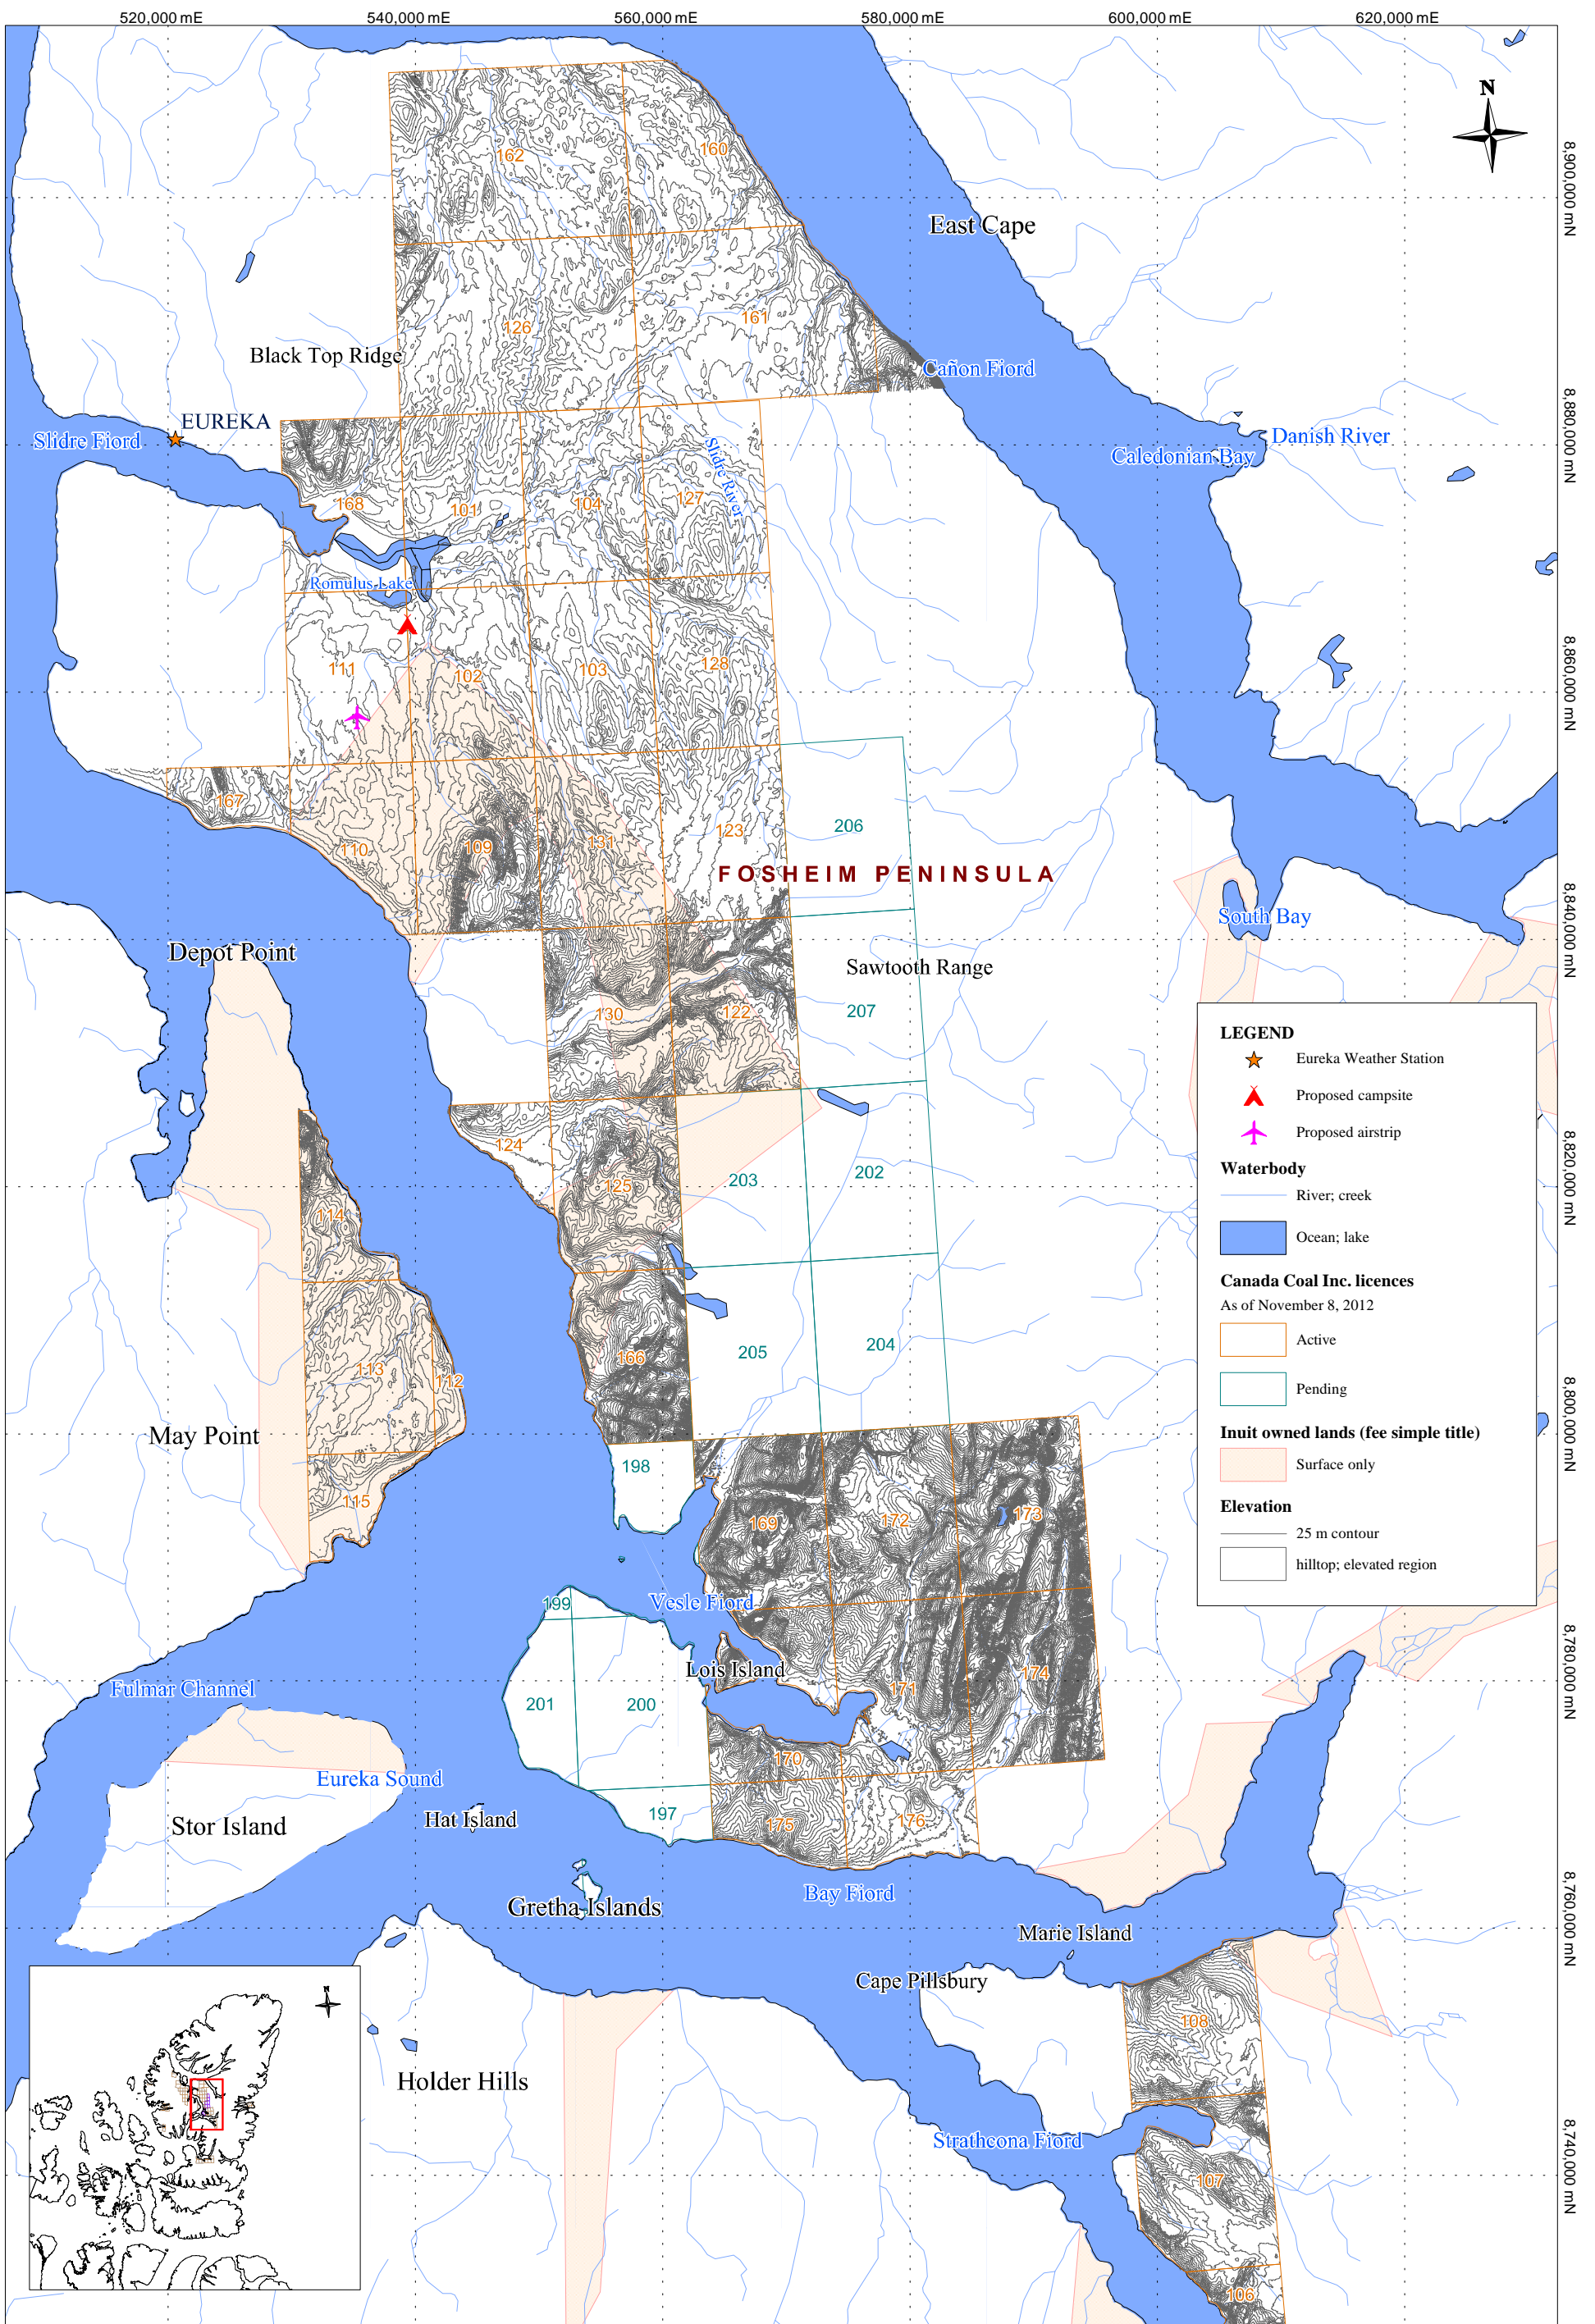 520,000 mE
540,000 mE
560,000 mE
580,000 mE
600,000 mE
620,000 mE
N
8,900,000 mN
162
160
East Cape
126
161
Black Top Ridge
Cañon Fiord
EUREKA
Slidre Fiord
8,880,000 mN
Danish River
Caledonian Bay
Slidre River
168
101
104
127
Romulus Lake
111
102
103
128
8,860,000 mN
167
110
109
131
123
206
FOSHEIM PENINSULA
South Bay
8,840,000 mN
Depot Point
Sawtooth Range
130
122
207
LEGEND
Eureka Weather Station
Proposed campsite
Proposed airstrip
Waterbody
River; creek
Ocean; lake
Canada Coal Inc. licences
As of November 8, 2012
Active
Pending
Inuit owned lands (fee simple title)
Surface only
Elevation
25 m contour
hilltop; elevated region
124
125
203
202
8,820,000 mN
114
113
112
166
205
204
May Point
8,800,000 mN
198
115
169
172
173
199
Vesle Fiord
Lois Island
174
171
8,780,000 mN
Fulmar Channel
201
200
170
Eureka Sound
Stor Island
Hat Island
197
175
176
Bay Fiord
Gretha Islands
8,760,000 mN
Marie Island
Cape Pillsbury
N
108
Holder Hills
Strathcona Fiord
8,740,000 mN
107
106